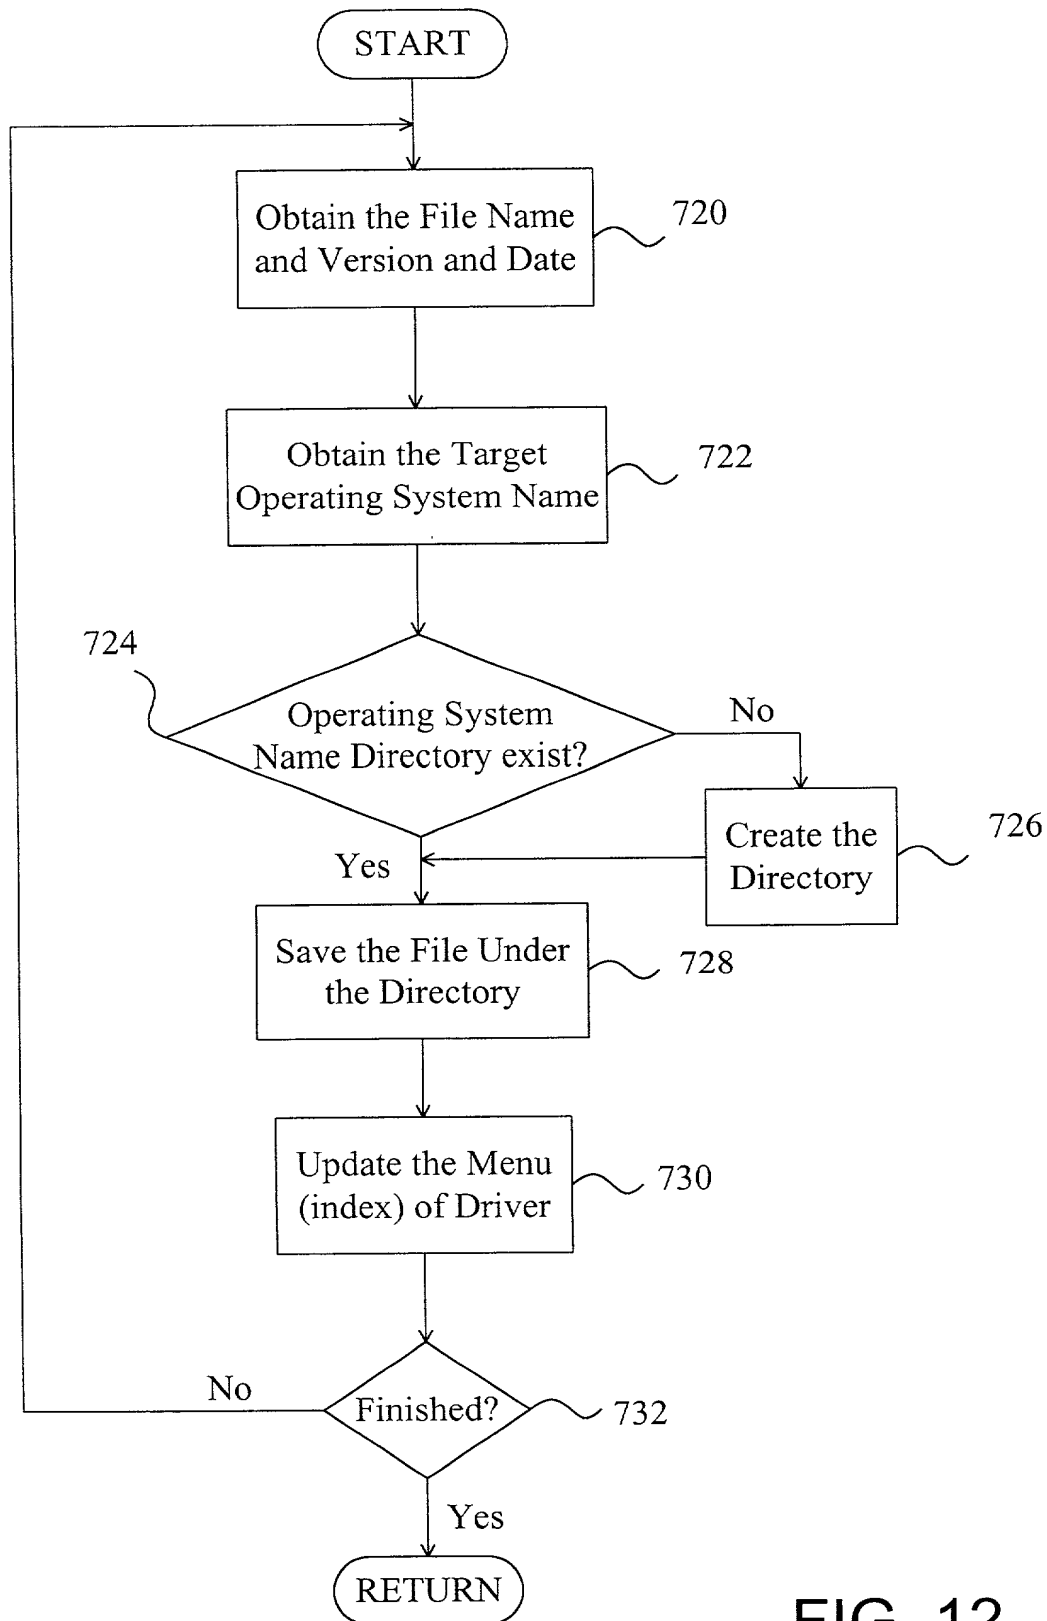 START
Obtain the File Name
and Version and Date
720
Obtain the Target
Operating System Name
722
724
Operating System
Name Directory exist?
No
Create the
Directory
726
Yes
Save the File Under
the Directory
728
Update the Menu
(index) of Driver
730
No
Finished?
732
Yes
RETURN
FIG. 12